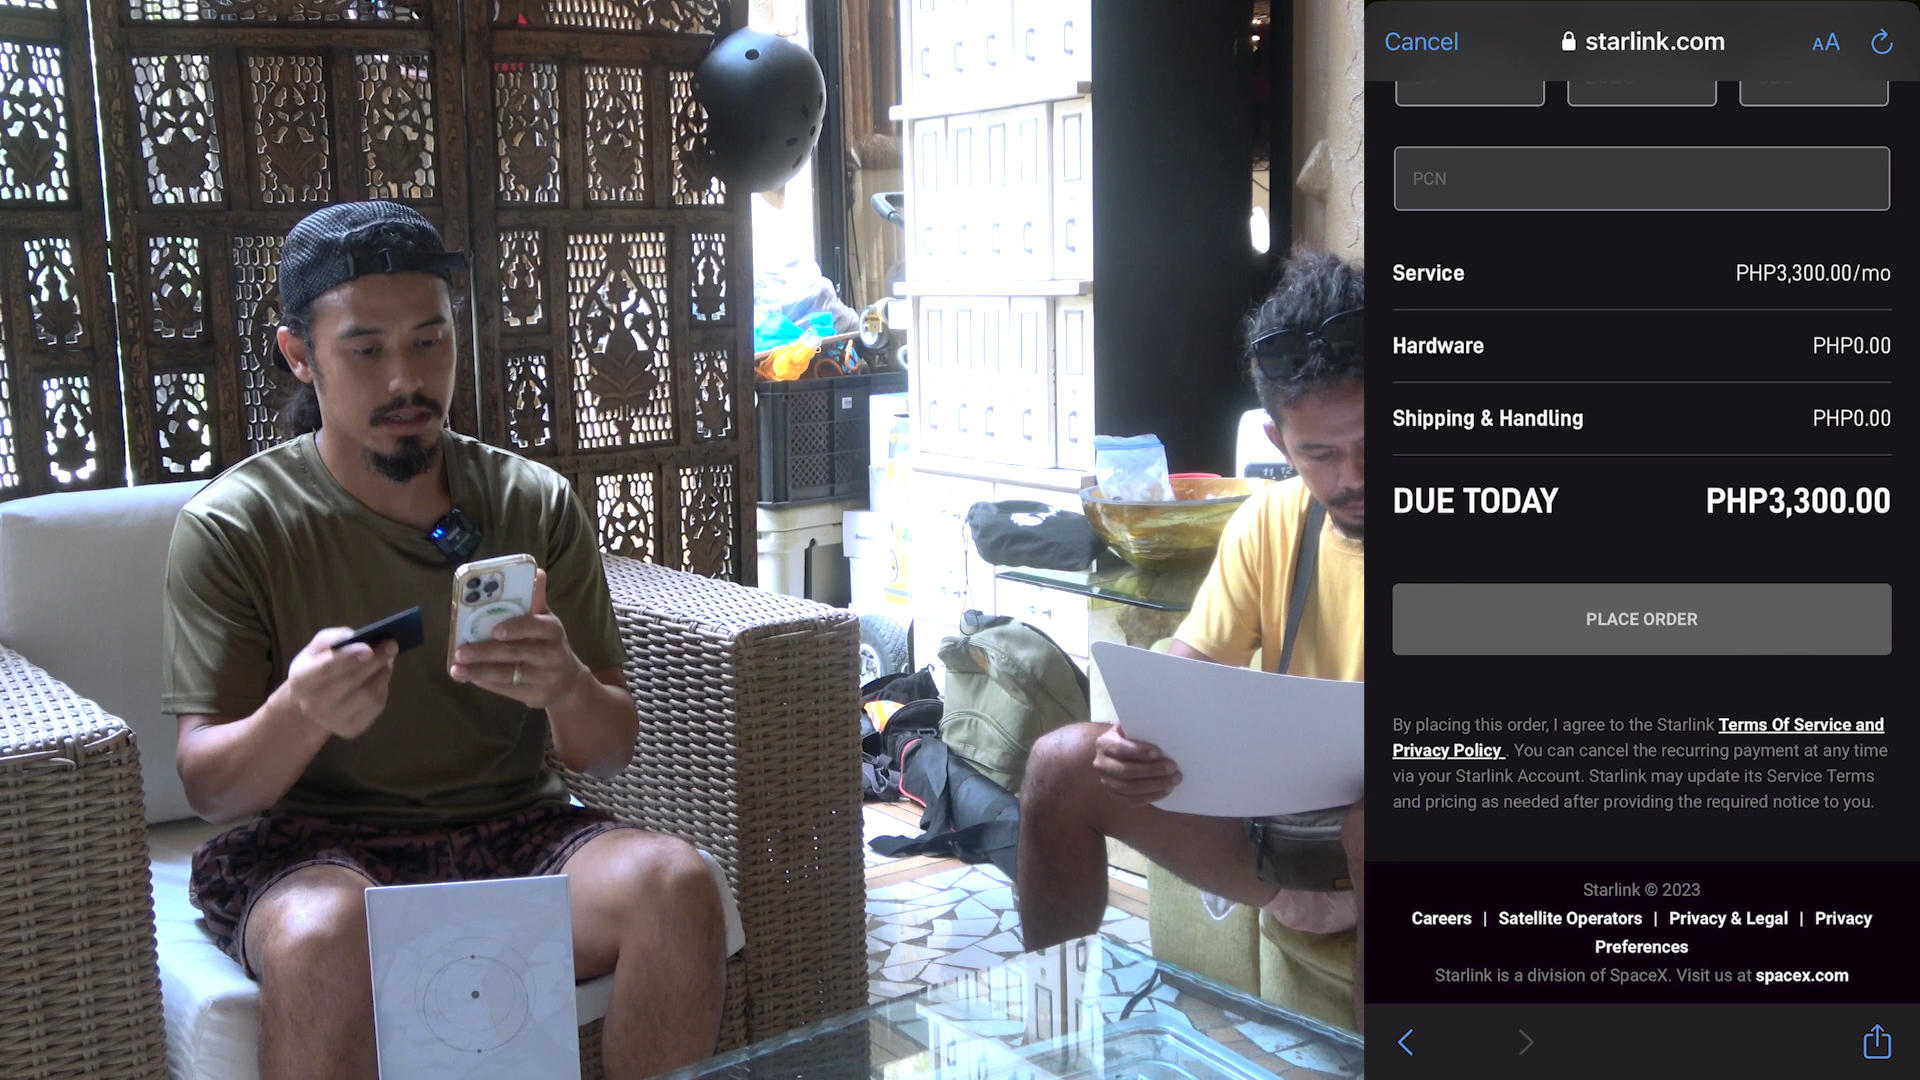 Cancel
starlink.com
AA
PCN
Service PHP3,300.00/mo
Hardware PHP0.00
Shipping & Handling PHP0.00
DUE TODAY PHP3,300.00
PLACE ORDER
By placing this order, I agree to the Starlink Terms Of Service and
Privacy Policy . You can cancel the recurring payment at any time
via your Starlink Account. Starlink may update its Service Terms
and pricing as needed after providing the required notice to you.
Starlink © 2023
Careers | Satellite Operators | Privacy & Legal | Privacy
Preferences
Starlink is a division of SpaceX. Visit us at spacex.com
11 12